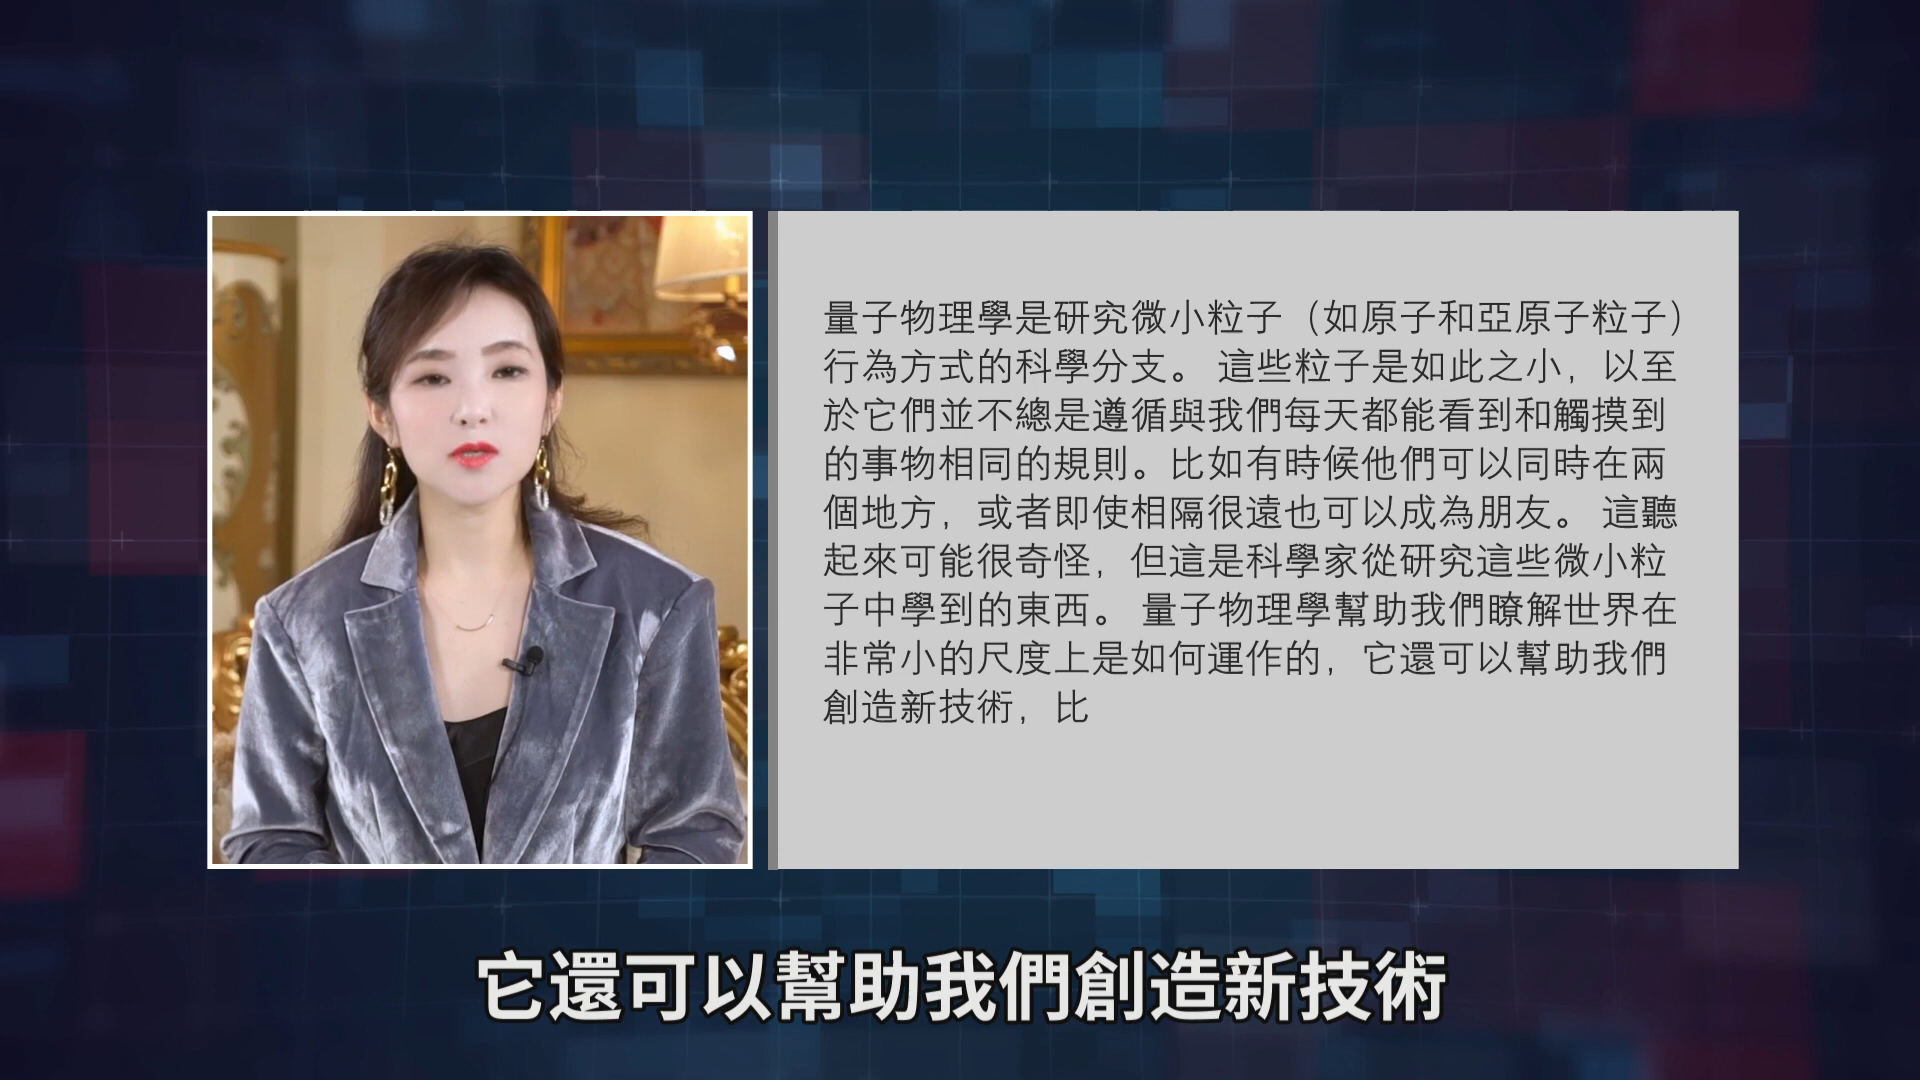 量子物理學是研究微小粒子（如原子和亞原子粒子）
行為方式的科學分支。 這些粒子是如此之小，以至
於它們並不總是遵循與我們每天都能看到和觸摸到
的事物相同的規則。比如有時候他們可以同時在兩
個地方，或者即使相隔很遠也可以成為朋友。 這聽
起來可能很奇怪，但這是科學家從研究這些微小粒
子中學到的東西。 量子物理學幫助我們瞭解世界在
非常小的尺度上是如何運作的，它還可以幫助我們
創造新技術，比
它還可以幫助我們創造新技術